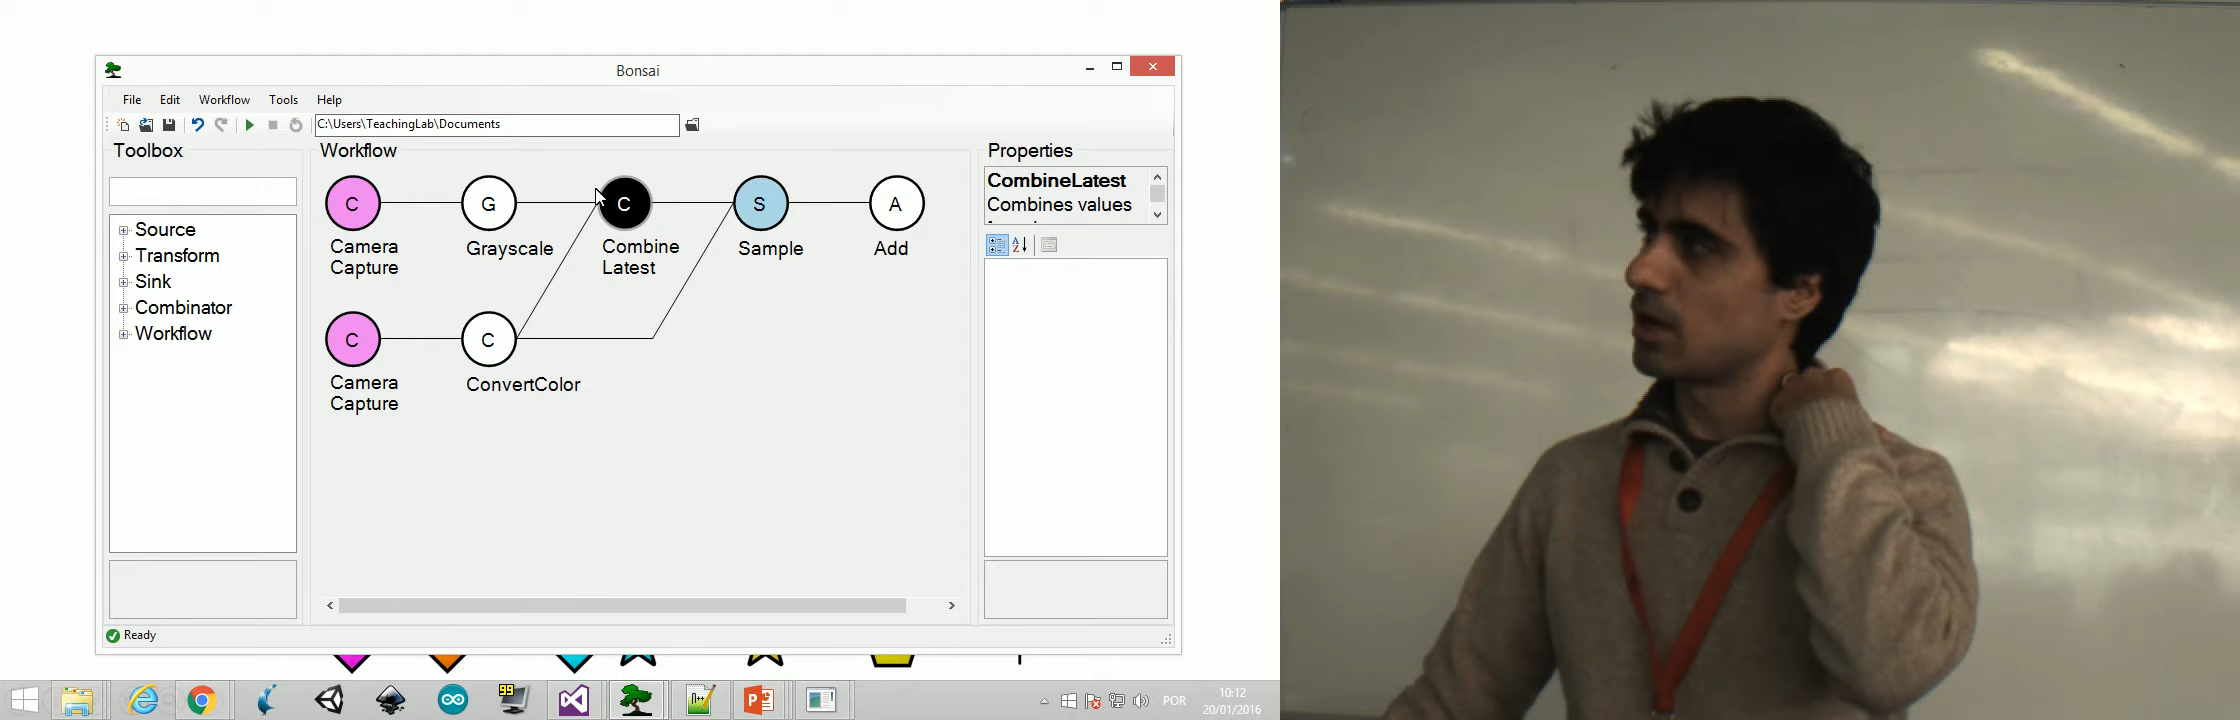 Bonsai
File Edit Workflow Tools Help
C:\Users\TeachingLab\Documents
Toolbox
Workflow
Properties
Source
Transform
Sink
Combinator
Workflow
C
G
C
S
A
Camera
Capture
Grayscale
Combine
Latest
Sample
Add
C
C
Camera
Capture
ConvertColor
CombineLatest
Combines values
Ready
99
POR
10:12
20/01/2016